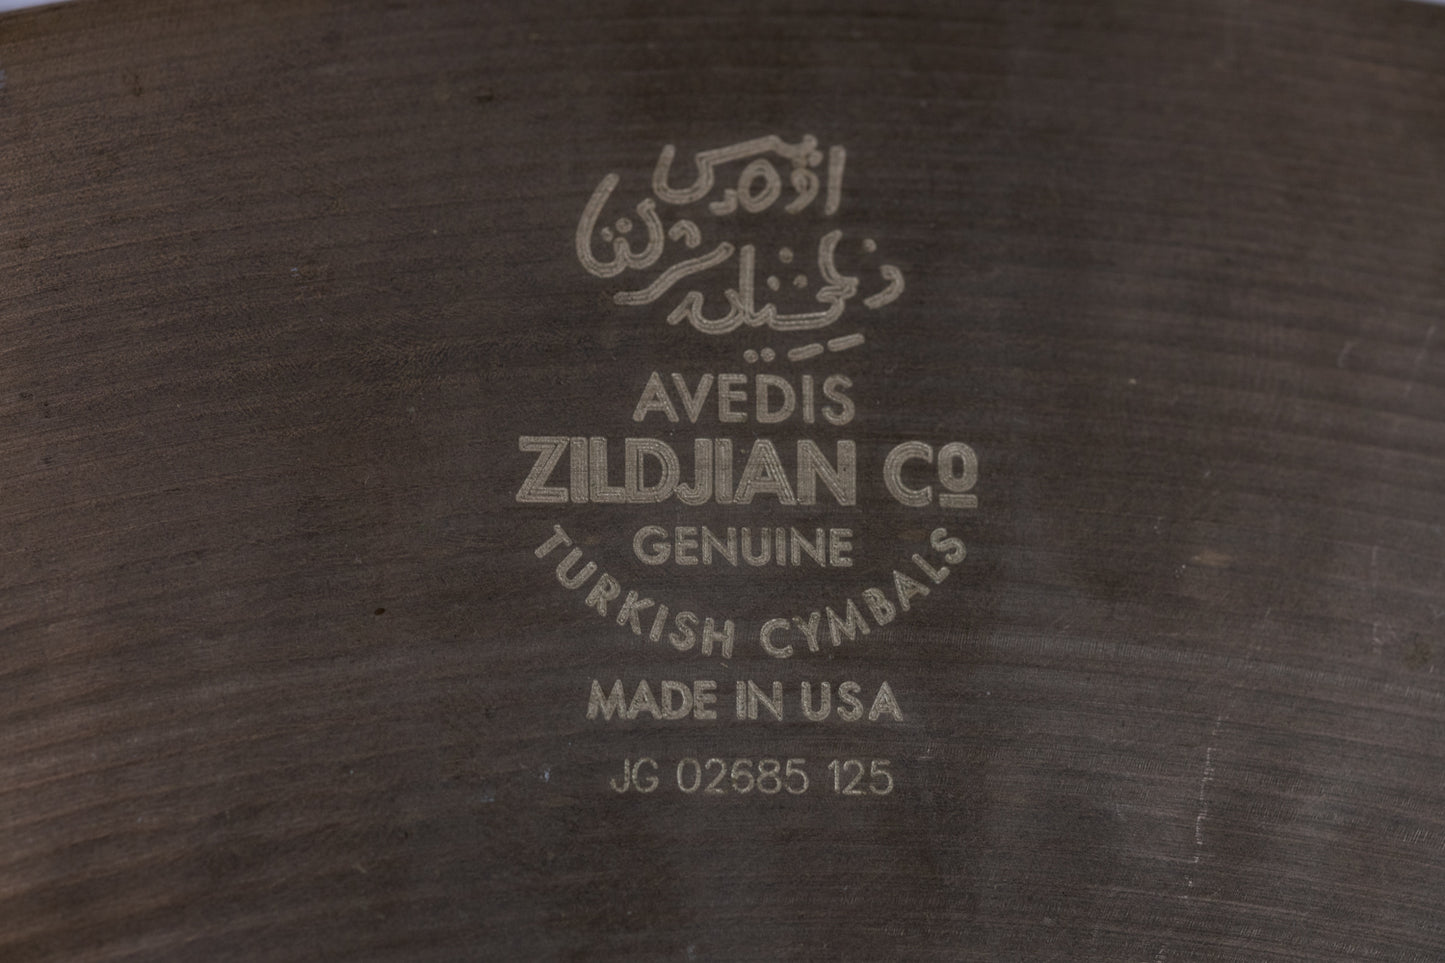 AVEDIS
ZILDJIAN Co
GENUINE
TURKISH CYMBALS
MADE IN USA
JG 02685 125